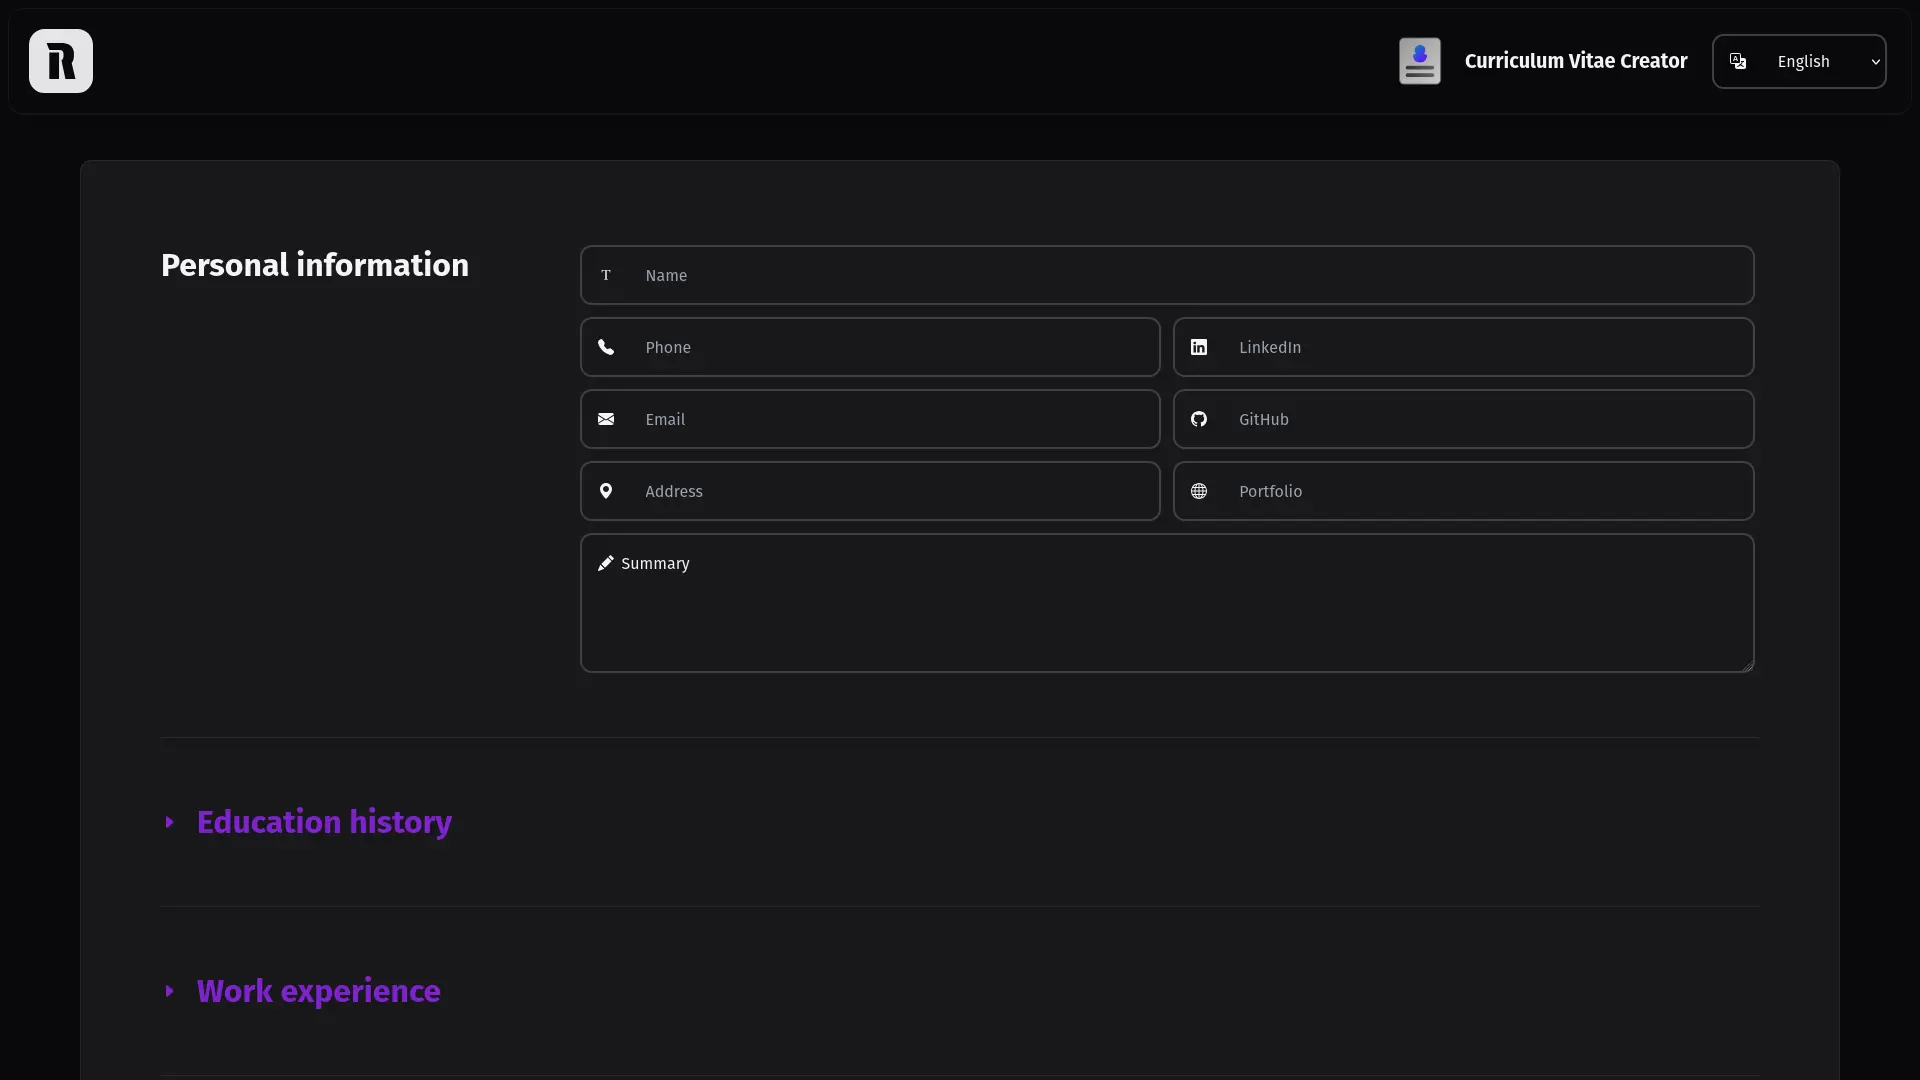 R
Curriculum Vitae Creator
English
Personal information
T Name
Phone
LinkedIn
Email
GitHub
Address
Portfolio
Summary
Education history
Work experience